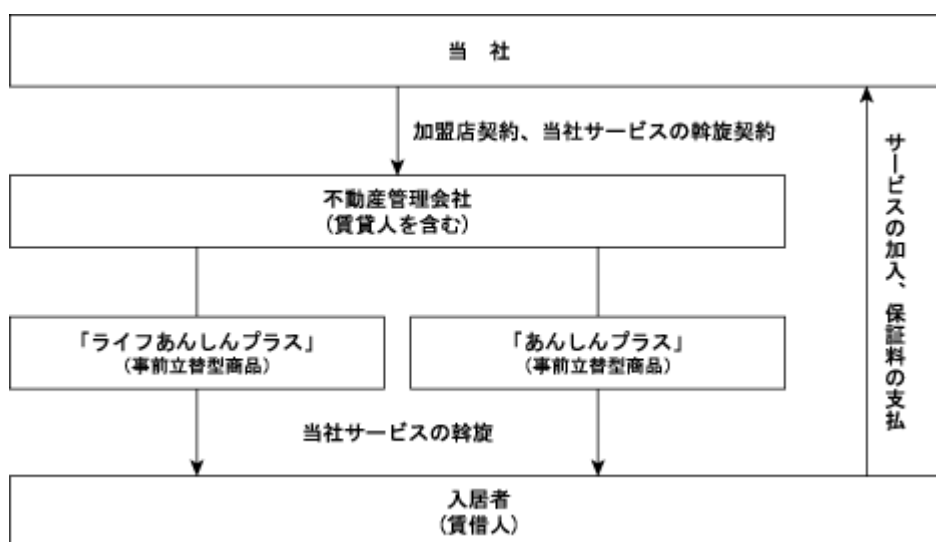 当 社
加盟店契約、当社サービスの斡旋契約
不動産管理会社
(賃貸人を含む)
「ライフあんしんプラス」
(事前立替型商品)
「あんしんプラス」
(事前立替型商品)
当社サービスの斡旋
サービスの加入、保証料の支払
入居者
(賃借人)